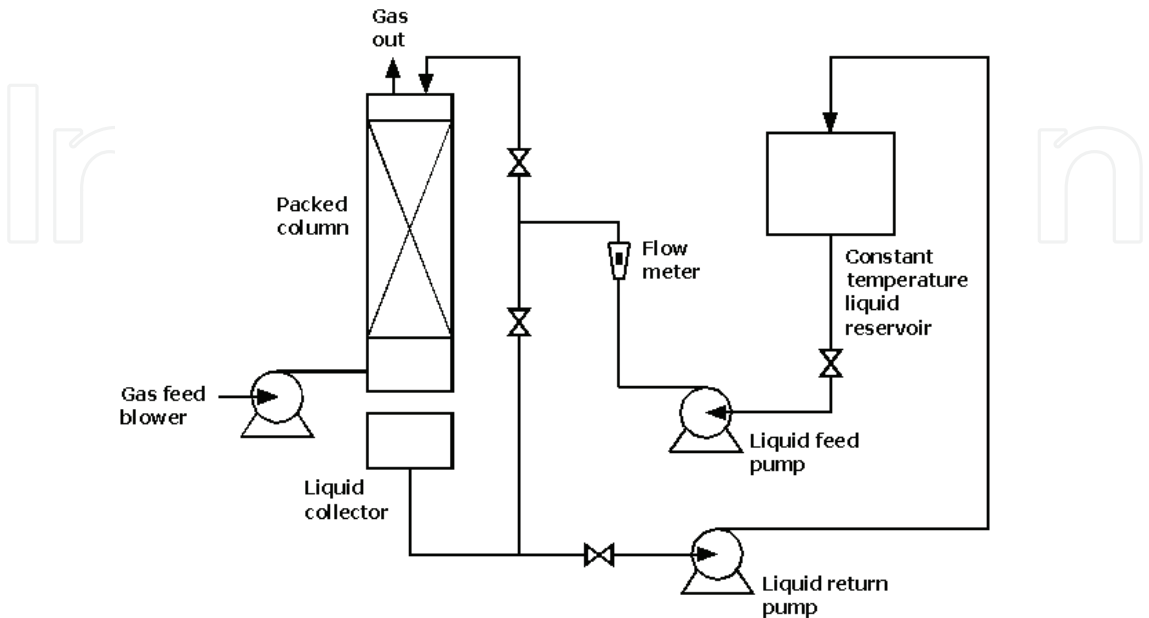 Gas
out
Packed
column
Flow
meter
Constant
temperature
liquid
reservoir
Gas feed
blower
Liquid feed
pump
Liquid
collector
Liquid return
pump